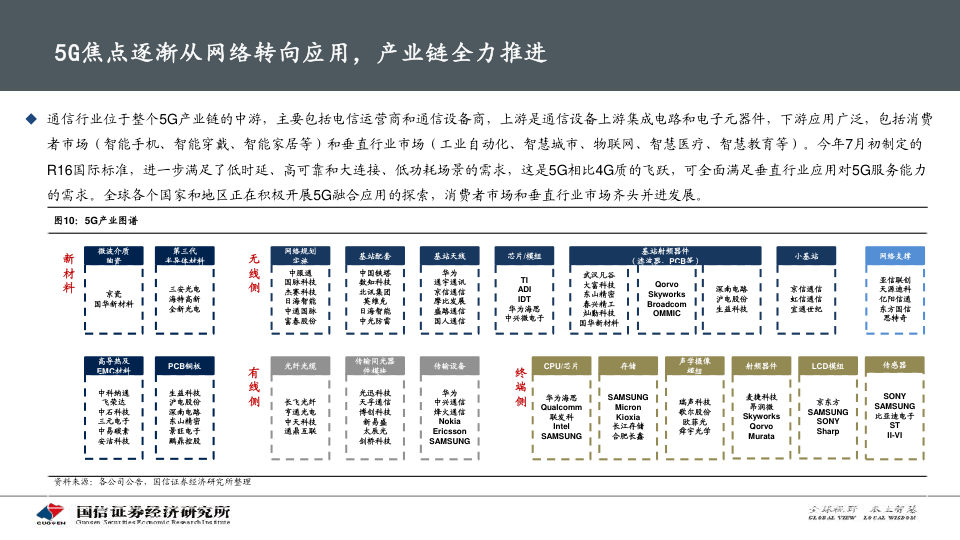 5G焦点逐渐从网络转向应用，产业链全力推进
◆ 通信行业位于整个5G产业链的中游，主要包括电信运营商和通信设备商，上游是通信设备上游集成电路和电子元器件，下游应用广泛，包括消费
者市场（智能手机、智能穿戴、智能家居等）和垂直行业市场（工业自动化、智慧城市、物联网、智慧医疗、智慧教育等）。今年7月初制定的
R16国际标准，进一步满足了低时延、高可靠和大连接、低功耗场景的需求，这是5G相比4G质的飞跃，可全面满足垂直行业应用对5G服务能力
的需求。全球各个国家和地区正在积极开展5G融合应用的探索，消费者市场和垂直行业市场齐头并进发展。
图10：5G产业图谱
新材料
微波介质
陶瓷
京瓷
国华新材料
第三代
半导体材料
三安光电
海特高新
全新光电
高导热及
EMC材料
中科纳通
飞荣达
中石科技
三元电子
中易碳素
安洁科技
PCB铜板
生益科技
沪电股份
深南电路
东山精密
景旺电子
鹏鼎控股
无线侧
网络规划
实施
中服通
国脉科技
杰赛科技
日海智能
中通国脉
富春股份
基站配套
中国铁塔
数知科技
北讯集团
英维克
日海智能
中光防雷
基站天线
华为
通宇通讯
京信通信
摩比发展
盛路通信
国人通信
芯片/模组
TI
ADI
IDT
华为海思
中兴微电子
基站射频器件
（滤波器、PCB等）
武汉凡谷
大富科技
东山精密
春兴精工
灿勤科技
国华新材料
Qorvo
Skyworks
Broadcom
OMMIC
深南电路
沪电股份
生益科技
小基站
京信通信
虹信通信
宜通世纪
网络支撑
亚信联创
天源迪科
亿阳信通
东方国信
思特奇
有线侧
光纤光缆
长飞光纤
亨通光电
中天科技
通鼎互联
传输网光器
件模块
光迅科技
天孚通信
博创科技
新易盛
太辰光
剑桥科技
传输设备
华为
中兴通信
烽火通信
Nokia
Ericsson
SAMSUNG
终端侧
CPU/芯片
华为海思
Qualcomm
联发科
Intel
SAMSUNG
存储
SAMSUNG
Micron
Kioxia
长江存储
合肥长鑫
声学摄像
模组
瑞声科技
歌尔股份
欧菲光
舜宇光学
射频器件
麦捷科技
昂润微
Skyworks
Qorvo
Murata
LCD模组
京东方
SAMSUNG
SONY
Sharp
传感器
SONY
SAMSUNG
比亚迪电子
ST
II-VI
资料来源：各公司公告，国信证券经济研究所整理
GUOSEN
国信证券经济研究所
Guosen Securities Economic Research Institute
全球视野 本土智慧
GLOBAL VIEW LOCAL WISDOM